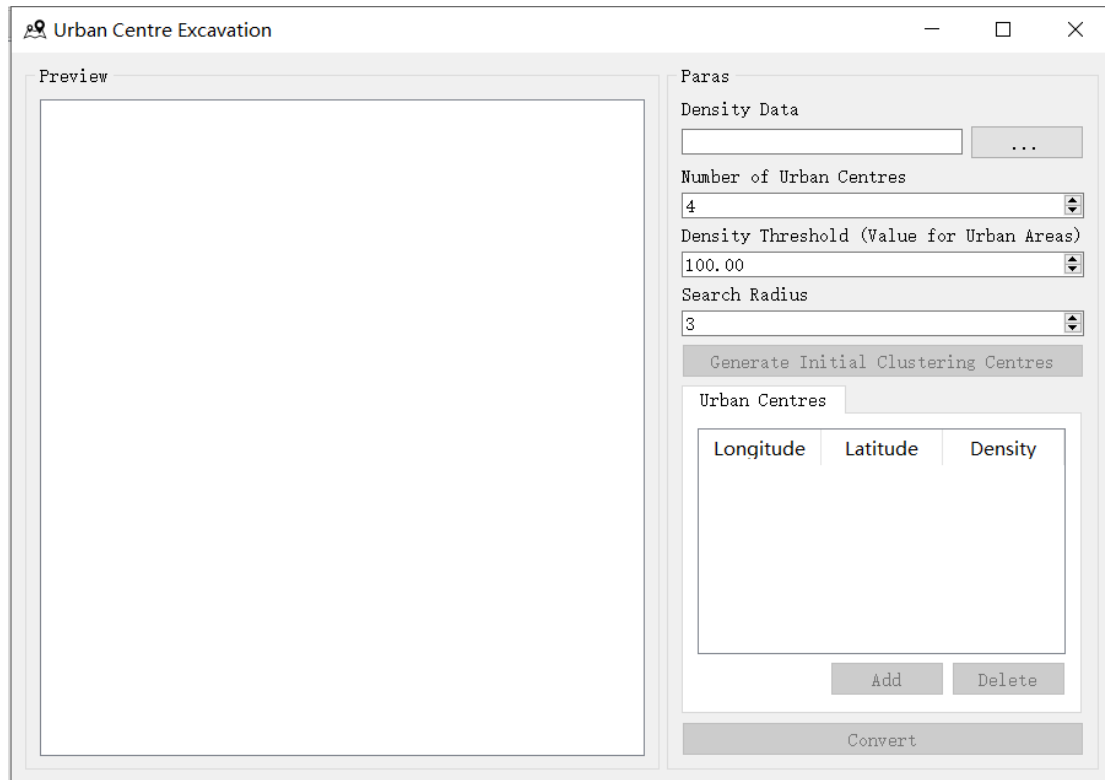 Urban Centre Excavation
Preview
Paras
Density Data
...
Number of Urban Centres
4
Density Threshold (Value for Urban Areas)
100.00
Search Radius
3
Generate Initial Clustering Centres
Urban Centres
Longitude Latitude Density
Add Delete
Convert